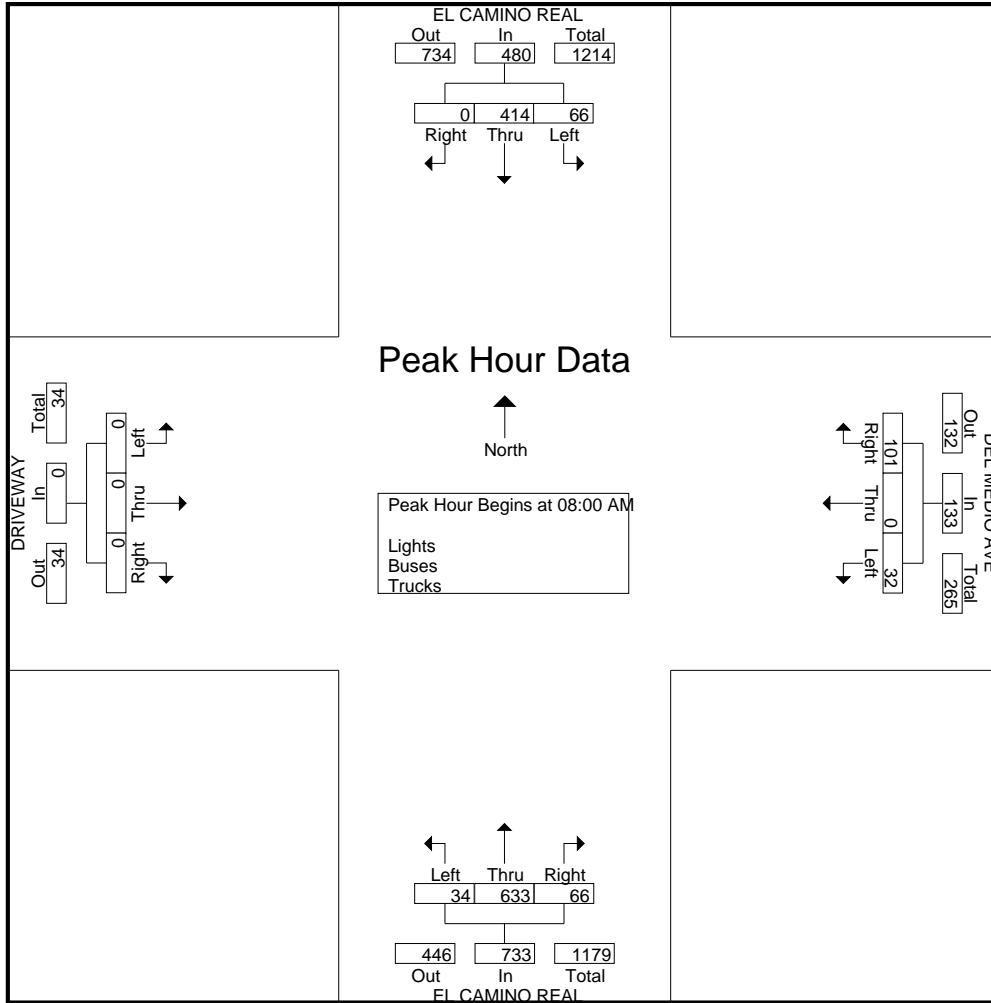 EL CAMINO REAL
Out In Total
734 480 1214
0 414 66
Right Thru Left
Peak Hour Data
North
Peak Hour Begins at 08:00 AM
Lights
Buses
Trucks
DRIVEWAY
Out In Total
34 0 34
Right Thru Left
0 0 0
DEL MEDIO AVE
Out In Total
132 133 265
101 0 32
Right Thru Left
Left Thru Right
34 633 66
446 733 1179
Out In Total
EL CAMINO REAL